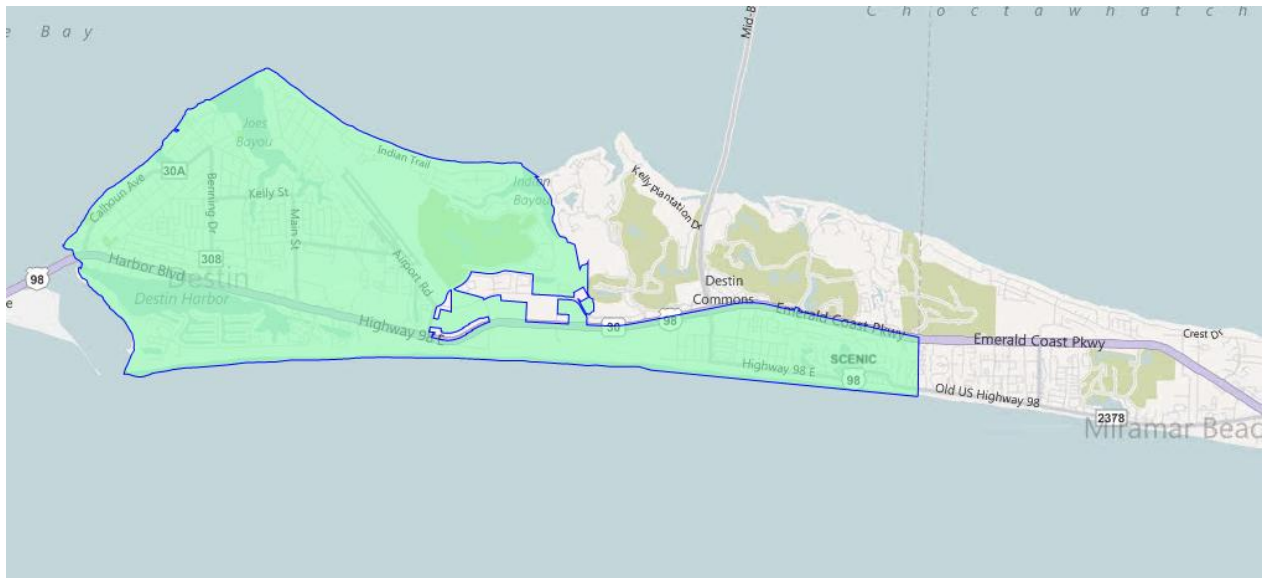 C h o c t a w h a t c h
e B a y
Mid-B
Joes
Bayou
Indian Trail
30A
Kelly Plantation Dr
Indian
Bayou
Benning Dr
Kelly St
Calhoun Ave
Main St
308
Harbor Blvd
Airport Rd
98
Destin
Destin
Commons
e
Destin Harbor
Highway 98 E
30
98
Emerald Coast Pkwy
Emerald Coast Pkwy
Crest Dr
SCENIC
98
Highway 98 E
Old US Highway 98
2378
Miramar Beac